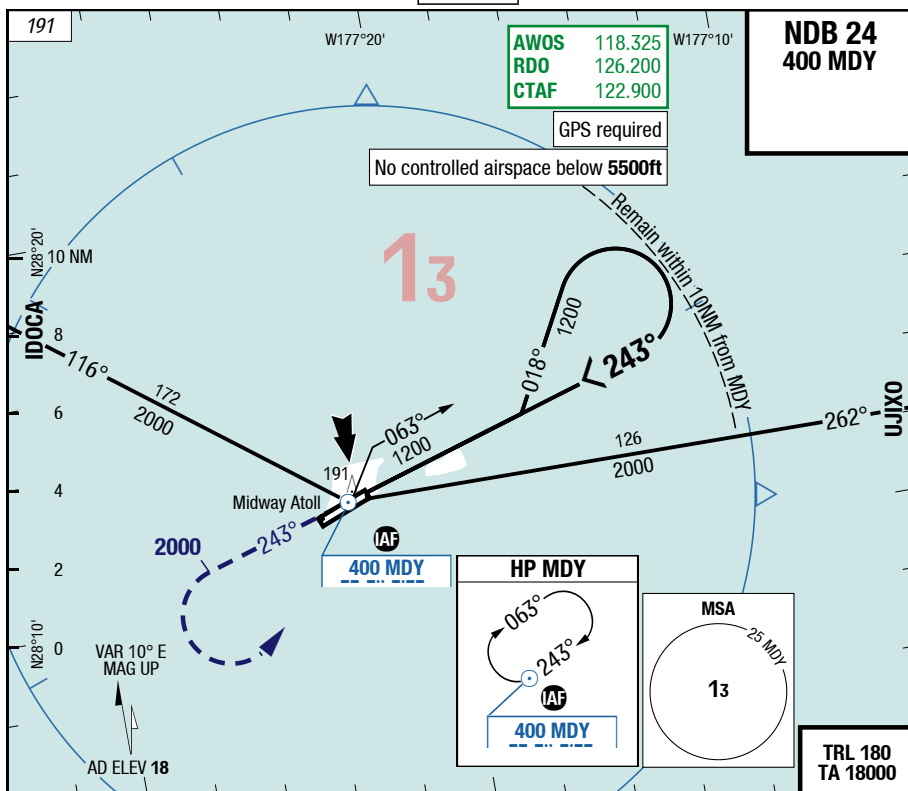 191
W177°20'
AWOS 118.325
RDO 126.200
CTAF 122.900
W177°10'
NDB 24
400 MDY
GPS required
No controlled airspace below 5500ft
Remain within 10NM from MDY
13
N28°20'
10 NM
8
6
4
2
0
N28°10'
IDOCA
116°
172
2000
018°
1200
243°
063°
1200
126
2000
262°
UJIXO
191
Midway Atoll
2000
243°
IAF
400 MDY
HP MDY
063°
243°
IAF
400 MDY
MSA
25 MDY
13
VAR 10° E
MAG UP
AD ELEV 18
TRL 180
TA 18000